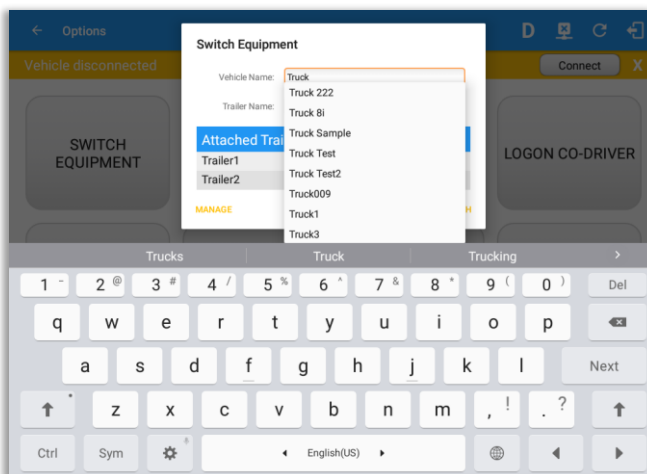 Options
D
Vehicle disconnected
Connect
X
SWITCH
EQUIPMENT
LOGON CO-DRIVER
Switch Equipment
Vehicle Name: Truck
Trailer Name:
Truck 222
Truck 8i
Truck Sample
Truck Test
Truck Test2
Truck009
Truck1
Truck3
Attached Trai
Trailer1
Trailer2
MANAGE
H
Trucks Truck Trucking
1 - 2 @ 3 # 4 / 5 % 6 ^ 7 & 8 * 9 ( 0 ) Del
q w e r t y u i o p
a s d f g h j k l Next
z x c v b n m , ! . ?
Ctrl Sym English(US)